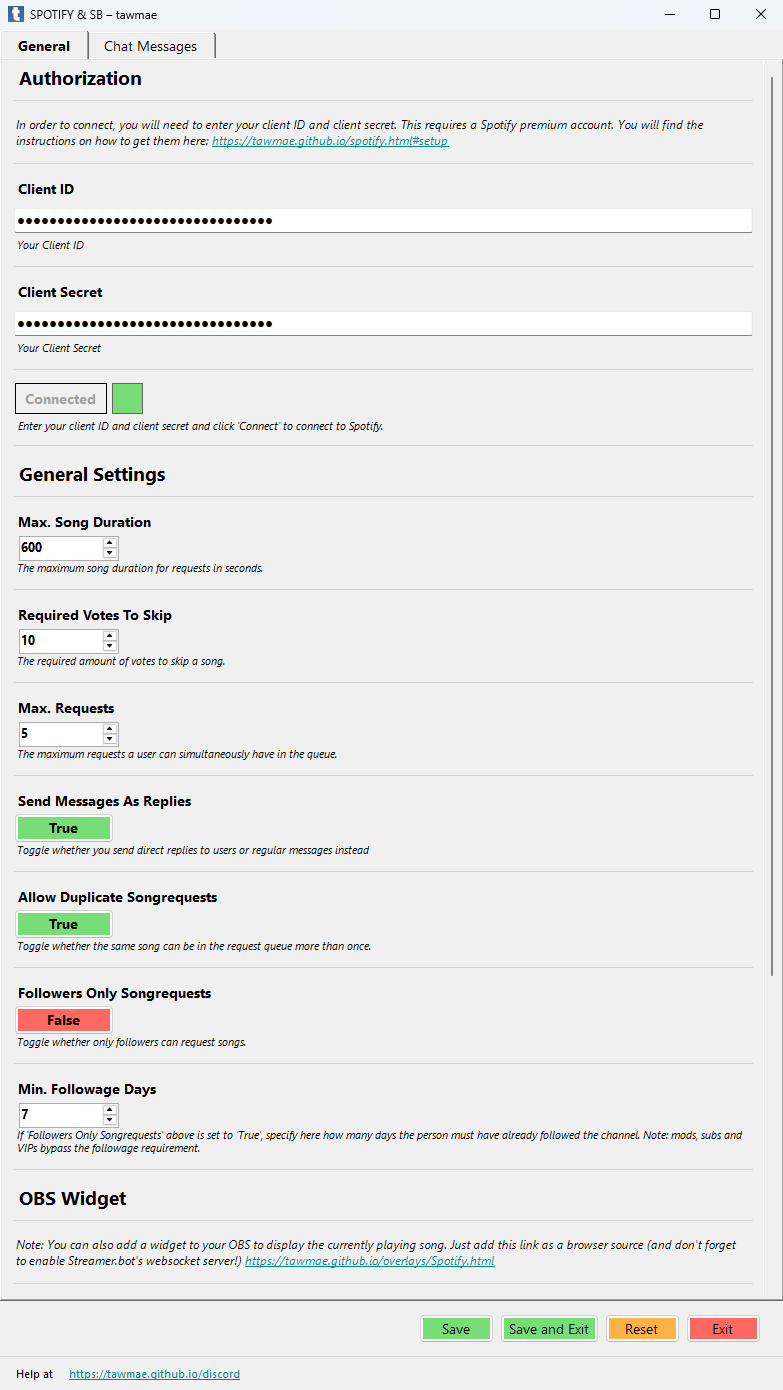 SPOTIFY & SB – tawmae
General
Chat Messages
Authorization
In order to connect, you will need to enter your client ID and client secret. This requires a Spotify premium account. You will find the
instructions on how to get them here: https://tawmae.github.io/spotify.html#setup
Client ID
••••••••••••••••••••••••••••••••
Your Client ID
Client Secret
••••••••••••••••••••••••••••••••
Your Client Secret
Connected
Enter your client ID and client secret and click 'Connect' to connect to Spotify.
General Settings
Max. Song Duration
600
The maximum song duration for requests in seconds.
Required Votes To Skip
10
The required amount of votes to skip a song.
Max. Requests
5
The maximum requests a user can simultaneously have in the queue.
Send Messages As Replies
True
Toggle whether you send direct replies to users or regular messages instead
Allow Duplicate Songrequests
True
Toggle whether the same song can be in the request queue more than once.
Followers Only Songrequests
False
Toggle whether only followers can request songs.
Min. Followage Days
7
If 'Followers Only Songrequests' above is set to 'True', specify here how many days the person must have already followed the channel. Note: mods, subs and
VIPs bypass the followage requirement.
OBS Widget
Note: You can also add a widget to your OBS to display the currently playing song. Just add this link as a browser source (and don't forget
to enable Streamer.bot's websocket server!) https://tawmae.github.io/overlays/Spotify.html
Save
Save and Exit
Reset
Exit
Help at https://tawmae.github.io/discord